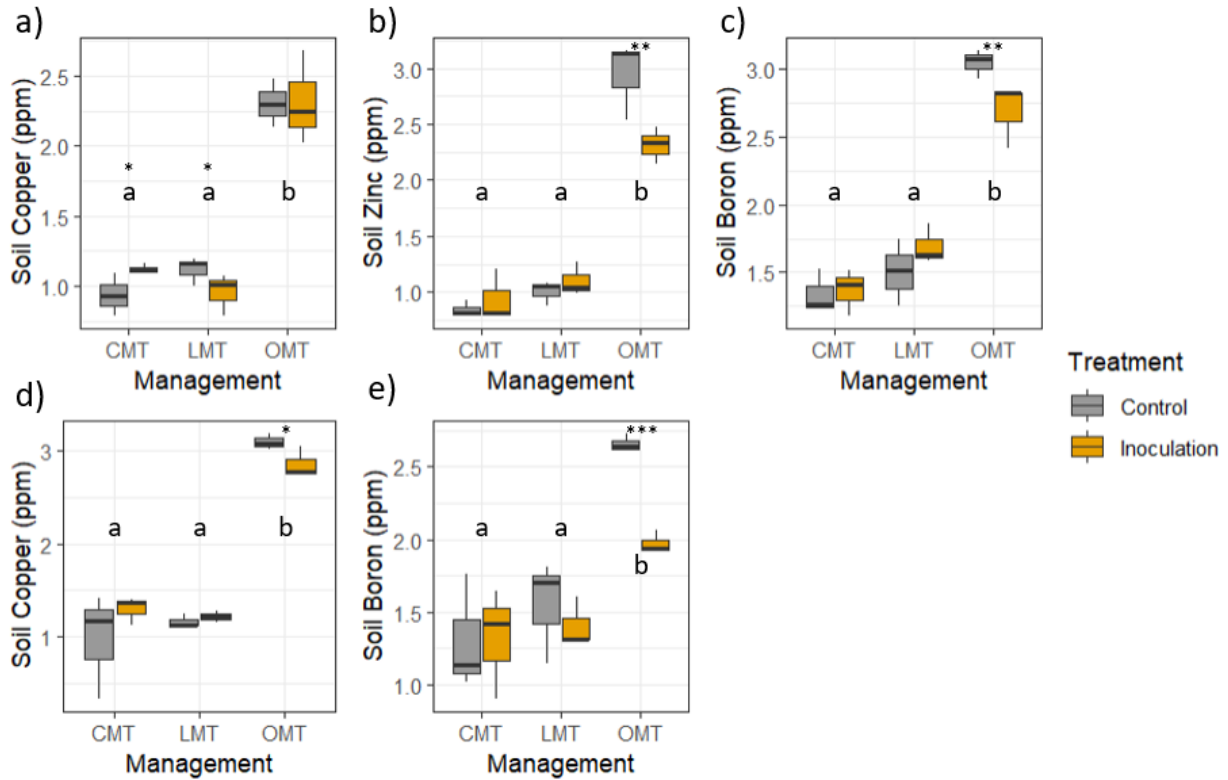 a)
Soil Copper (ppm)
2.5
2.0
1.5
1.0
*
*
a
a
b
CMT LMT OMT
Management
b)
Soil Zinc (ppm)
3.0
2.5
2.0
1.5
1.0
**
a
a
b
CMT LMT OMT
Management
c)
Soil Boron (ppm)
3.0
2.5
2.0
1.5
**
a
a
b
CMT LMT OMT
Management
Treatment
Control
Inoculation
d)
Soil Copper (ppm)
3
2
1
*
a
a
b
CMT LMT OMT
Management
e)
Soil Boron (ppm)
2.5
2.0
1.5
1.0
***
a
a
b
CMT LMT OMT
Management